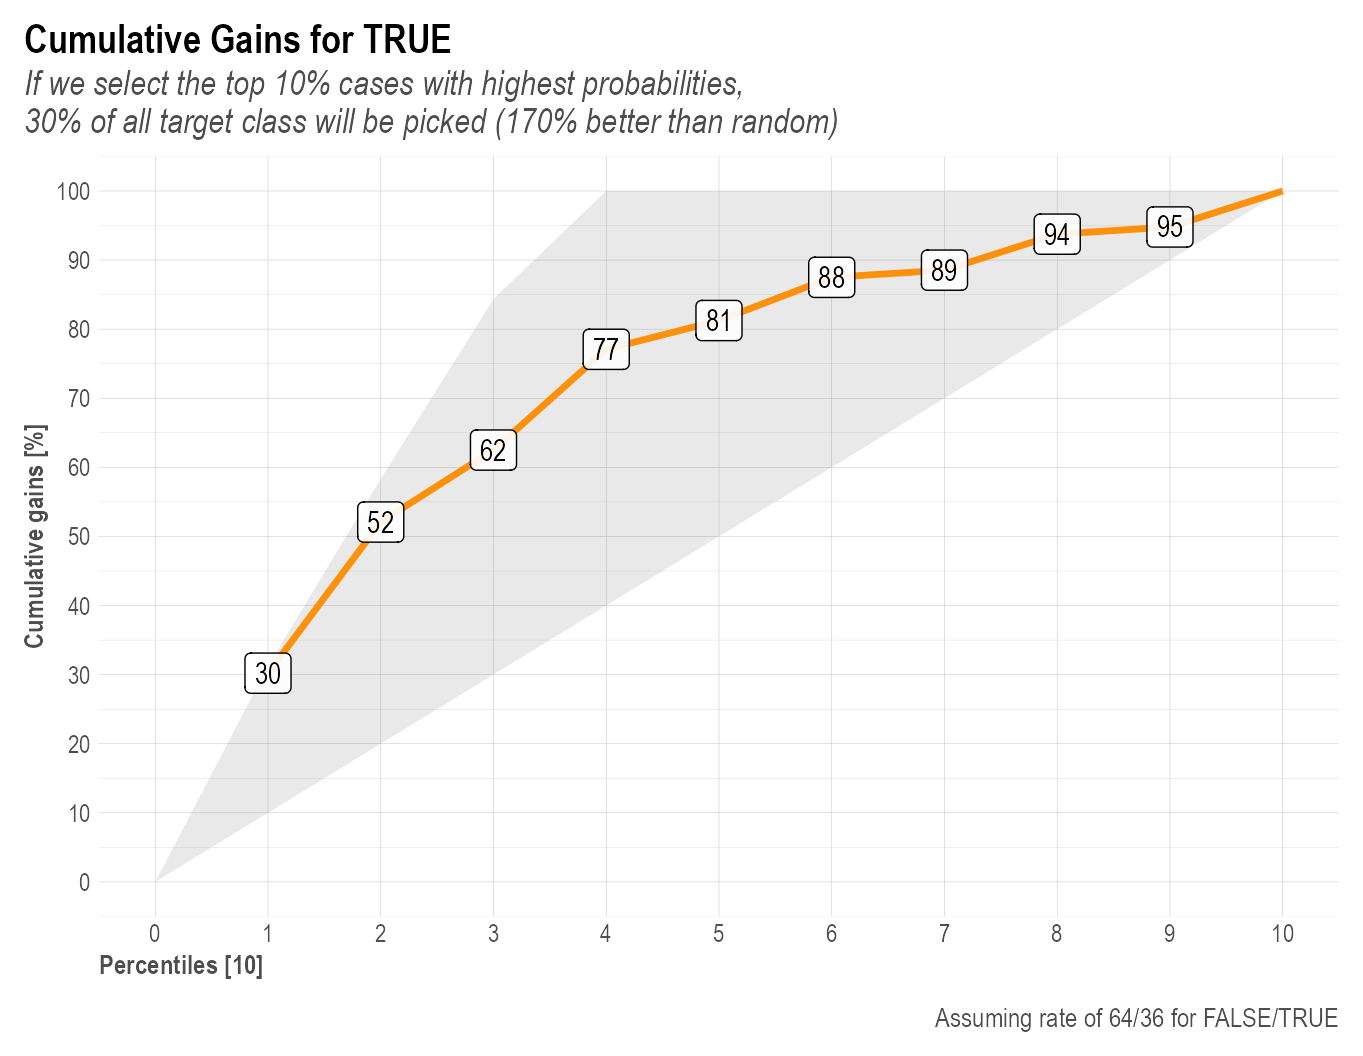 Cumulative Gains for TRUE
If we select the top 10% cases with highest probabilities,
30% of all target class will be picked (170% better than random)
Cumulative gains [%]
100
90
80
70
60
50
40
30
20
10
0
30
52
62
77
81
88
89
94
95
0 1 2 3 4 5 6 7 8 9 10
Percentiles [10]
Assuming rate of 64/36 for FALSE/TRUE